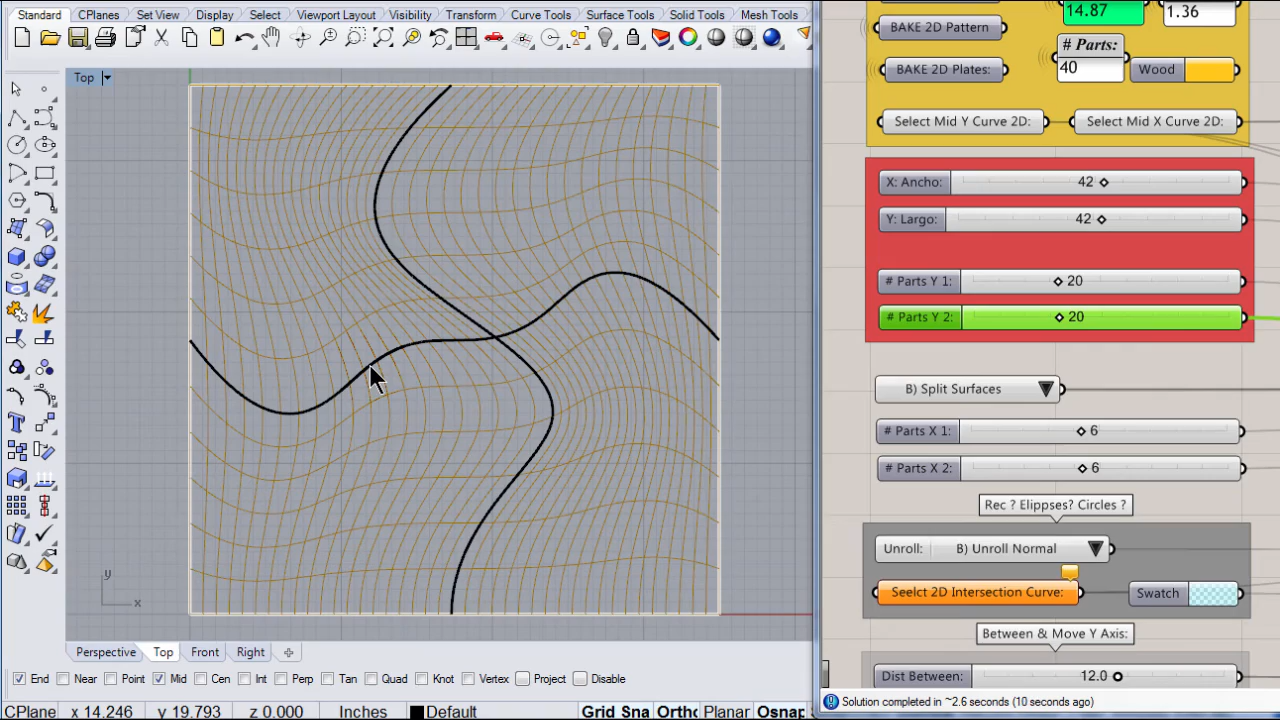 Standard CPlanes Set View Display Select Viewport Layout Visibility Transform Curve Tools Surface Tools Solid Tools Mesh Tools
Top
y
x
Perspective Top Front Right
End Near Point Mid Cen Int Perp Tan Quad Knot Vertex Project Disable
CPlane x 14.246 y 19.793 z 0.000 Inches Default Grid Sna Ortho Planar Osnap
14.87 1.36
BAKE 2D Pattern
# Parts:
40
BAKE 2D Plates: Wood
Select Mid Y Curve 2D: Select Mid X Curve 2D:
X: Ancho: 42
Y: Largo: 42
# Parts Y 1: 20
# Parts Y 2: 20
B) Split Surfaces
# Parts X 1: 6
# Parts X 2: 6
Rec ? Elippses? Circles ?
Unroll: B) Unroll Normal
Seelct 2D Intersection Curve: Swatch
Between & Move Y Axis:
Dist Between: 12.0
Solution completed in ~2.6 seconds (10 seconds ago)